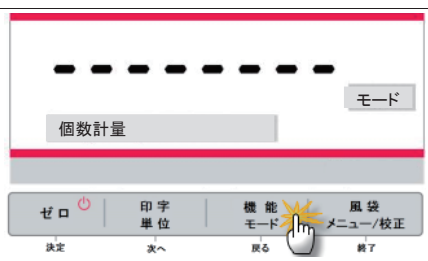 --------
モード
個数計量
ゼロ 印字 機能 風袋
単位 モード メニュー/校正
決定 次へ 戻る 終了